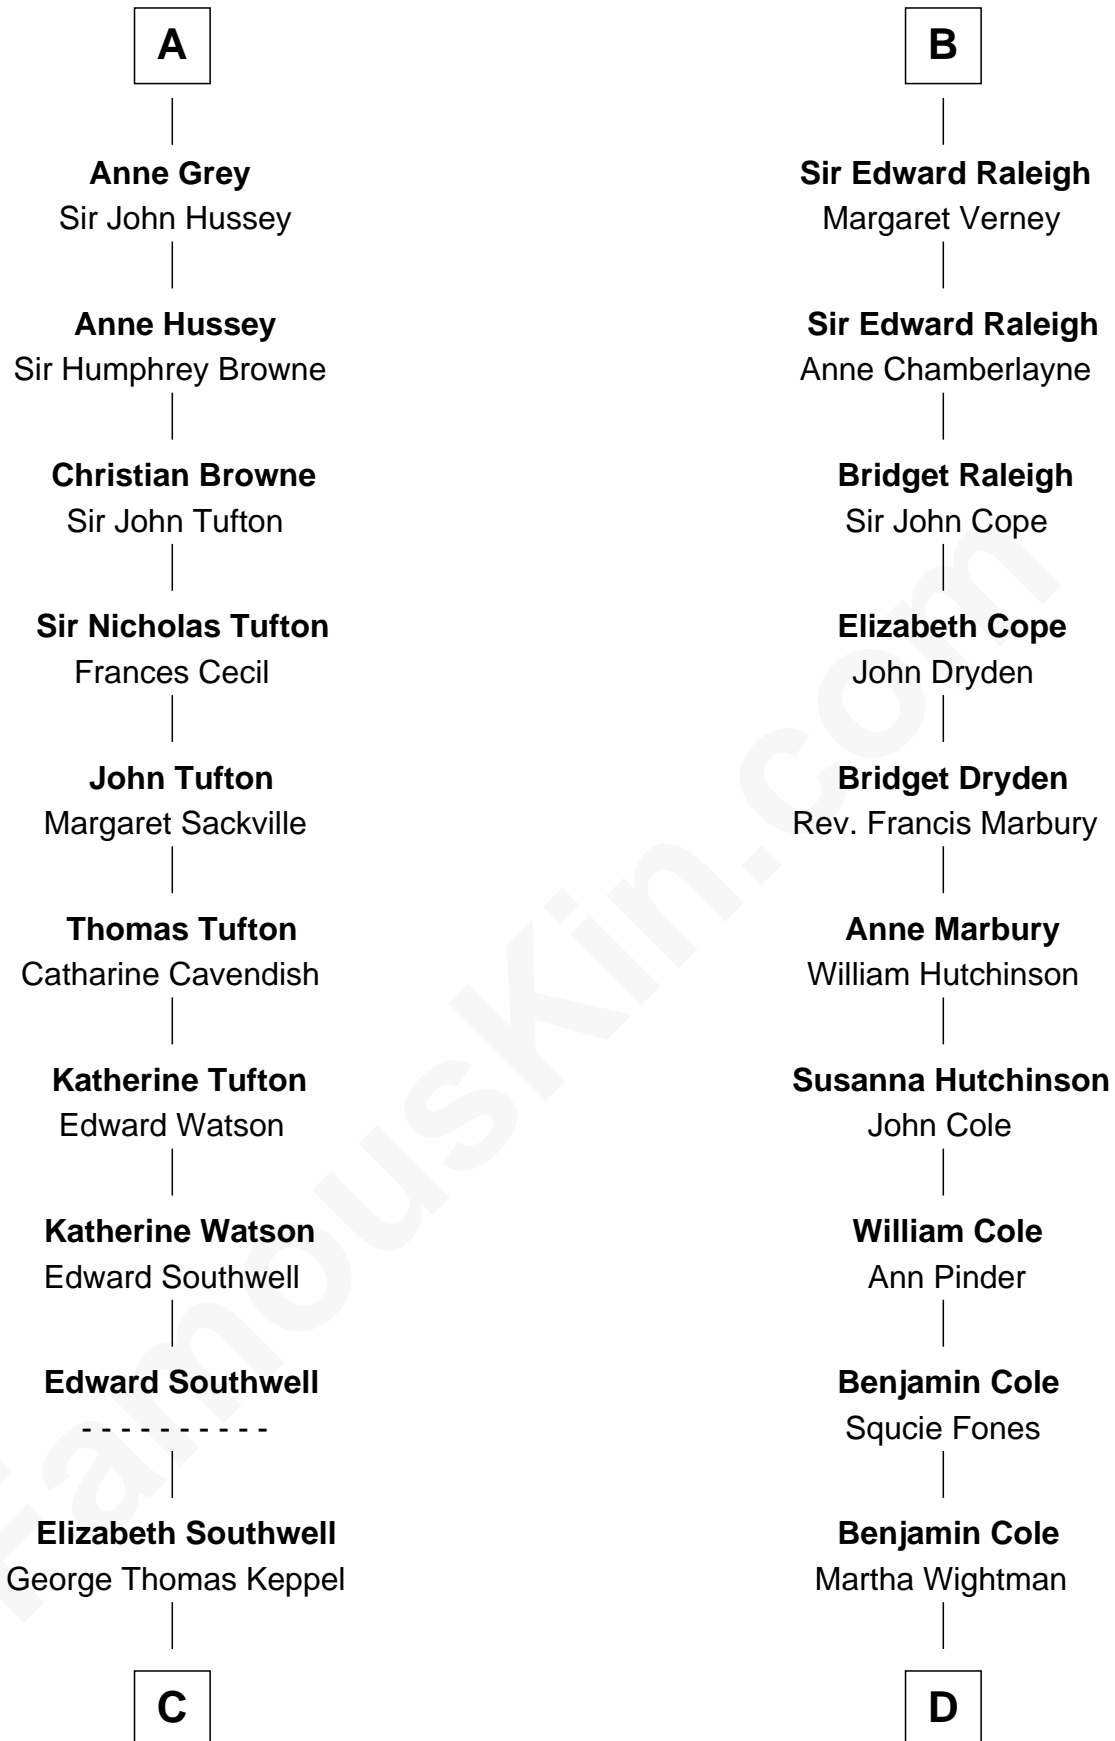 A
Anne Grey
Sir John Hussey
Anne Hussey
Sir Humphrey Browne
Christian Browne
Sir John Tufton
Sir Nicholas Tufton
Frances Cecil
John Tufton
Margaret Sackville
Thomas Tufton
Catharine Cavendish
Katherine Tufton
Edward Watson
Katherine Watson
Edward Southwell
Edward Southwell
- - - - - - - - - -
Elizabeth Southwell
George Thomas Keppel
C
B
Sir Edward Raleigh
Margaret Verney
Sir Edward Raleigh
Anne Chamberlayne
Bridget Raleigh
Sir John Cope
Elizabeth Cope
John Dryden
Bridget Dryden
Rev. Francis Marbury
Anne Marbury
William Hutchinson
Susanna Hutchinson
John Cole
William Cole
Ann Pinder
Benjamin Cole
Squcie Fones
Benjamin Cole
Martha Wightman
D
FamousKin.com